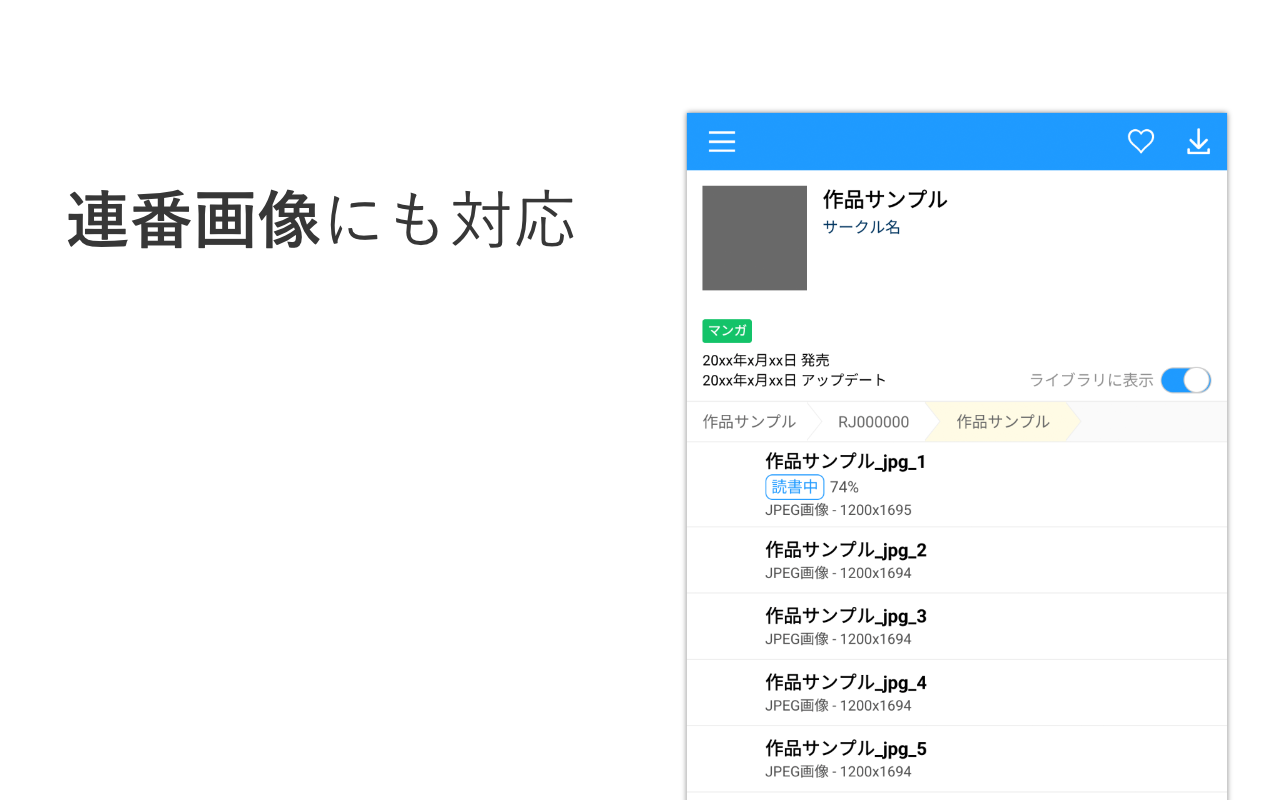 連番画像にも対応
作品サンプル
サークル名
マンガ
20xx年x月xx日 発売
20xx年x月xx日 アップデート
ライブラリに表示
作品サンプル RJ000000 作品サンプル
作品サンプル_jpg_1
読書中 74%
JPEG画像 - 1200x1695
作品サンプル_jpg_2
JPEG画像 - 1200x1694
作品サンプル_jpg_3
JPEG画像 - 1200x1694
作品サンプル_jpg_4
JPEG画像 - 1200x1694
作品サンプル_jpg_5
JPEG画像 - 1200x1694